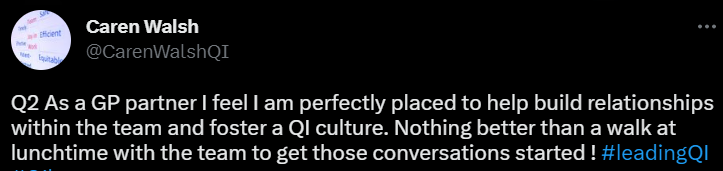 Caren Walsh
@CarenWalshQI
Efficient
Equitable
Q2 As a GP partner I feel I am perfectly placed to help build relationships
within the team and foster a QI culture. Nothing better than a walk at
lunchtime with the team to get those conversations started ! #leadingQI